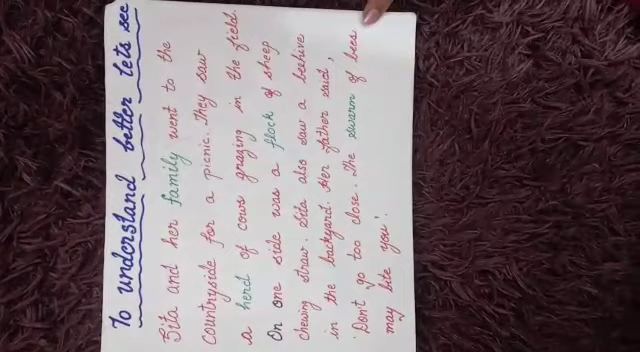 To understand better let's see
Sita and her family went to the
countryside for a picnic. They saw
a herd of cows grazing in the field.
On one side was a flock of sheep
chewing straw. Sita also saw a beehive
in the backyard. Her father said,
'Don't go too close. The swarm of bees
may bite you'.